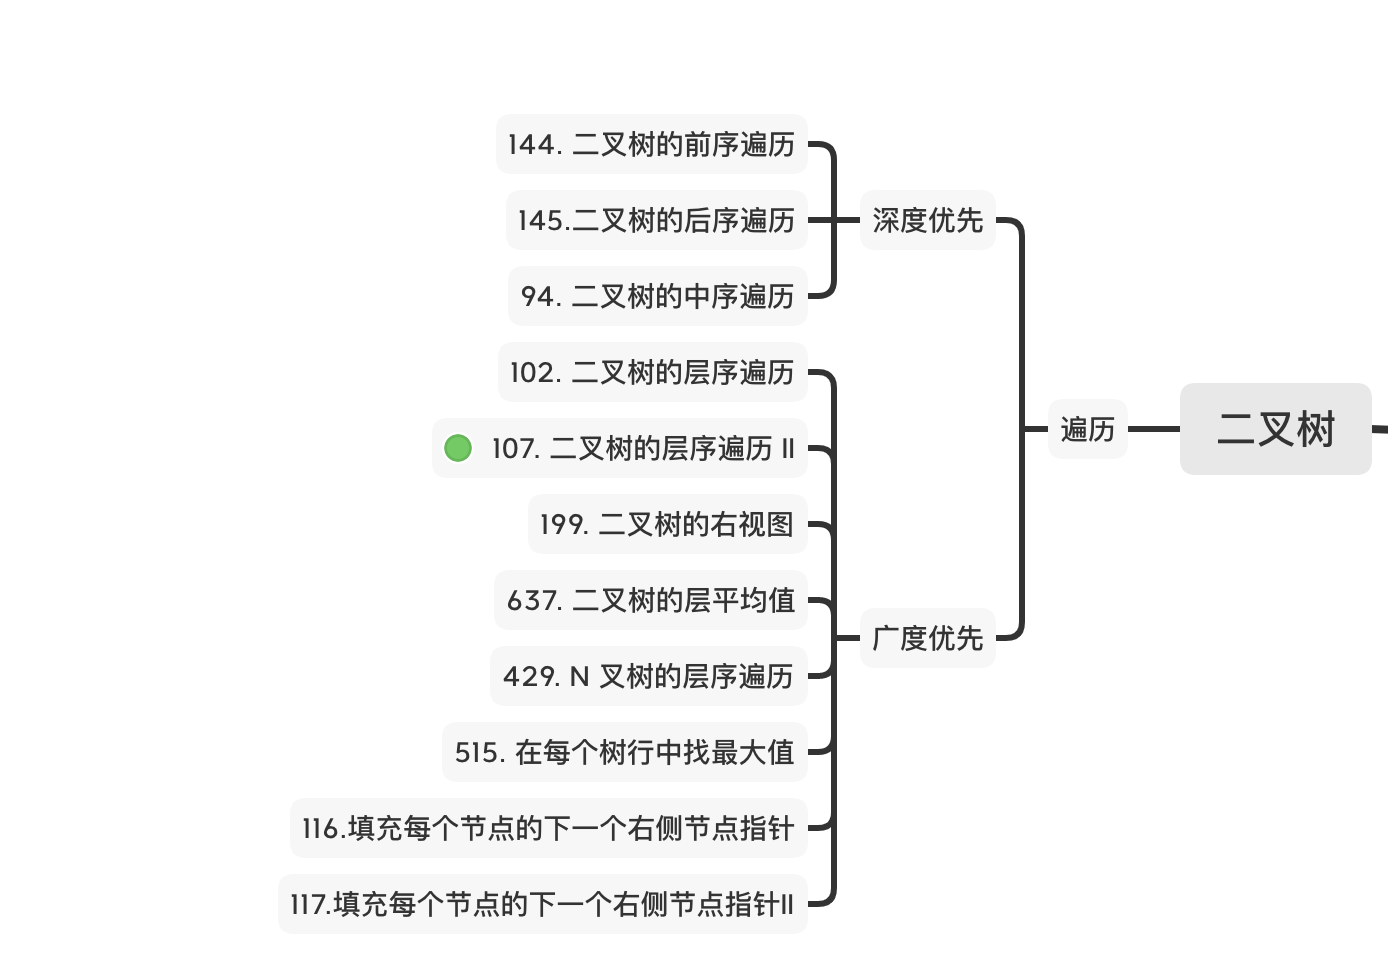 144. 二叉树的前序遍历
145.二叉树的后序遍历
深度优先
94. 二叉树的中序遍历
102. 二叉树的层序遍历
107. 二叉树的层序遍历 II
遍历
二叉树
199. 二叉树的右视图
637. 二叉树的层平均值
广度优先
429. N 叉树的层序遍历
515. 在每个树行中找最大值
116.填充每个节点的下一个右侧节点指针
117.填充每个节点的下一个右侧节点指针II